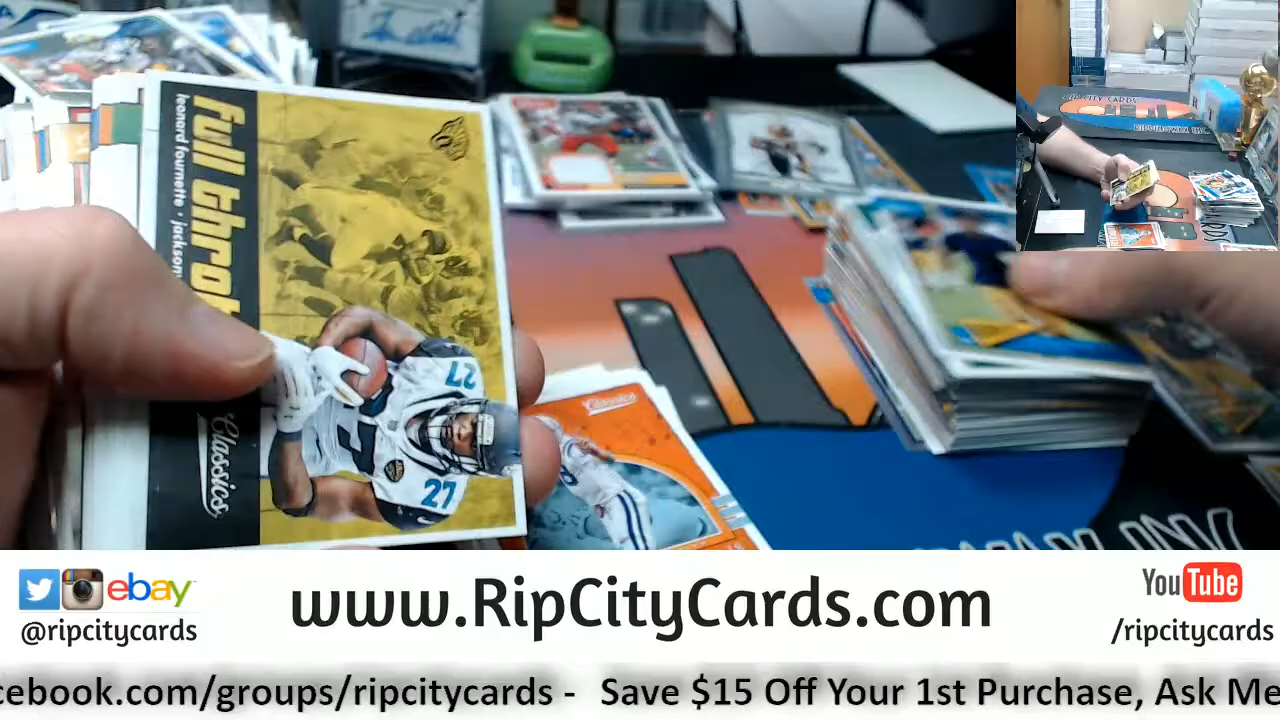 full throt
leonard fournette · jackson
Classics
27
27
Classics
RIP CITY CARDS
www.RipCityCards.com
ebay
@ripcitycards
YouTube
/ripcitycards
cebook.com/groups/ripcitycards - Save $15 Off Your 1st Purchase, Ask Me